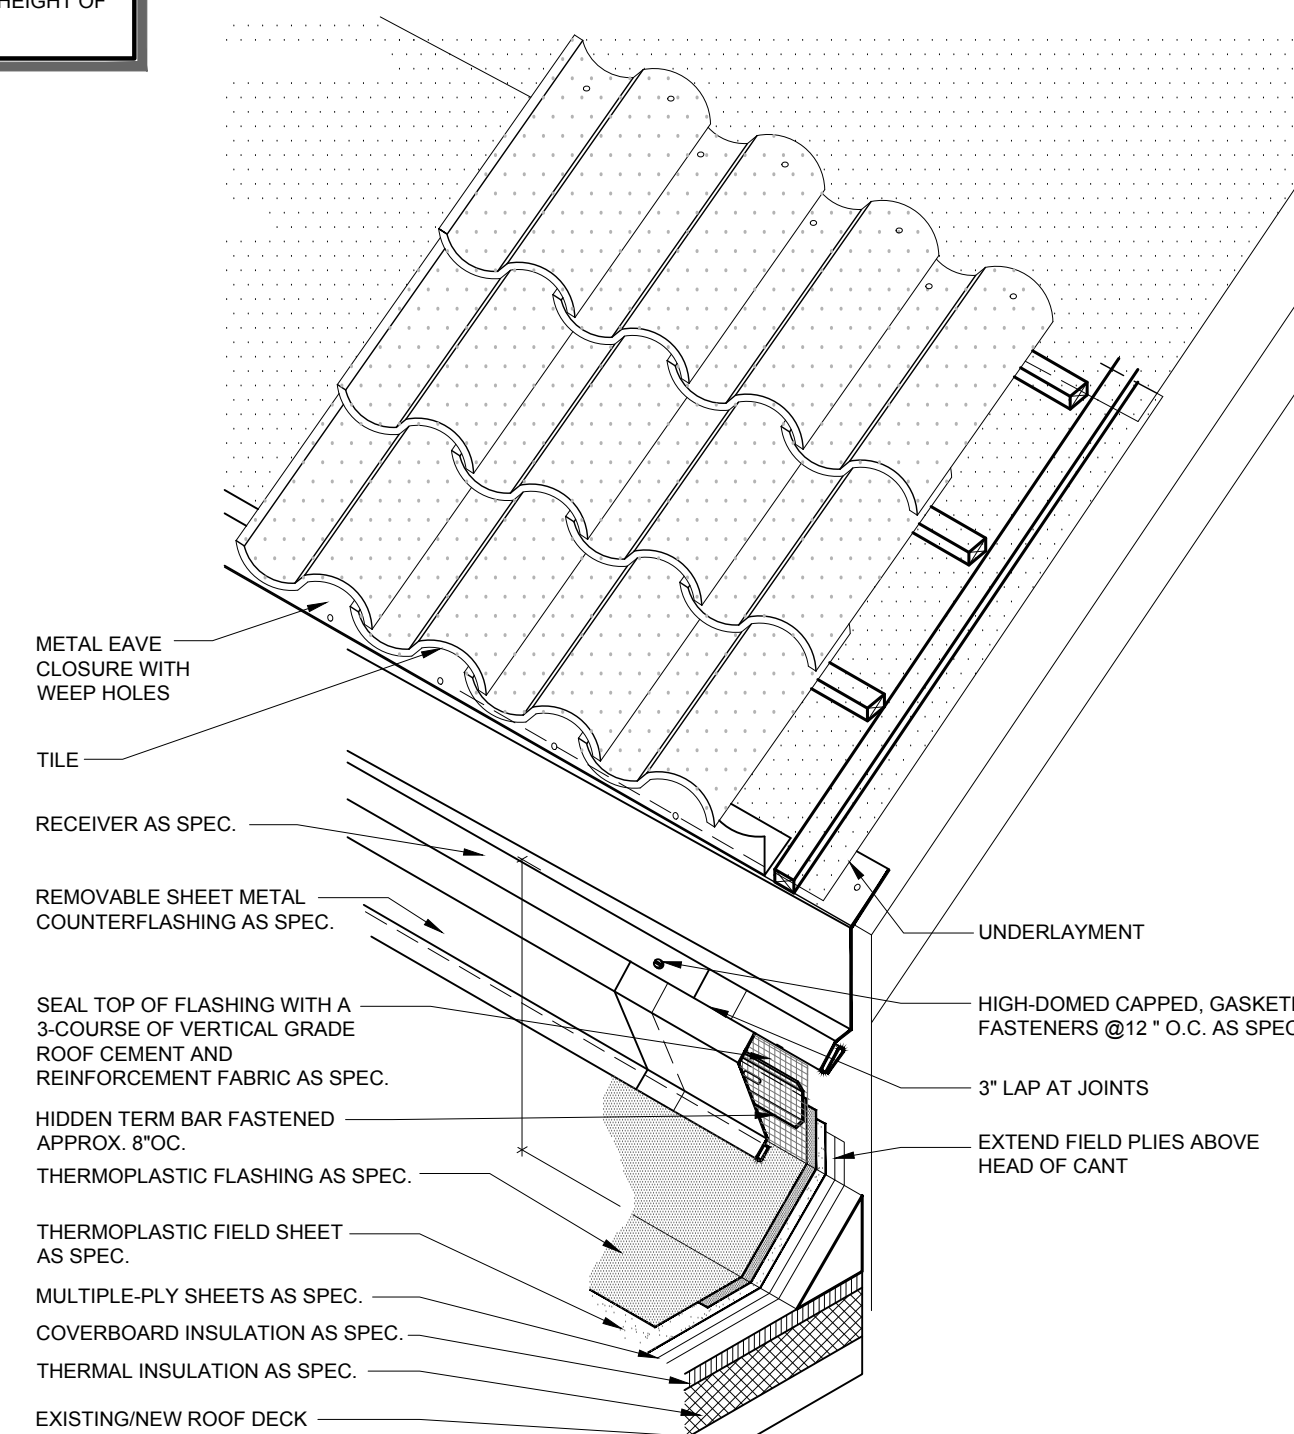 HEIGHT OF
METAL EAVE
CLOSURE WITH
WEEP HOLES
TILE
RECEIVER AS SPEC.
REMOVABLE SHEET METAL
COUNTERFLASHING AS SPEC.
SEAL TOP OF FLASHING WITH A
3-COURSE OF VERTICAL GRADE
ROOF CEMENT AND
REINFORCEMENT FABRIC AS SPEC.
HIDDEN TERM BAR FASTENED
APPROX. 8"OC.
THERMOPLASTIC FLASHING AS SPEC.
THERMOPLASTIC FIELD SHEET
AS SPEC.
MULTIPLE-PLY SHEETS AS SPEC.
COVERBOARD INSULATION AS SPEC.
THERMAL INSULATION AS SPEC.
EXISTING/NEW ROOF DECK
UNDERLAYMENT
HIGH-DOMED CAPPED, GASKET
FASTENERS @12 " O.C. AS SPEC
3" LAP AT JOINTS
EXTEND FIELD PLIES ABOVE
HEAD OF CANT